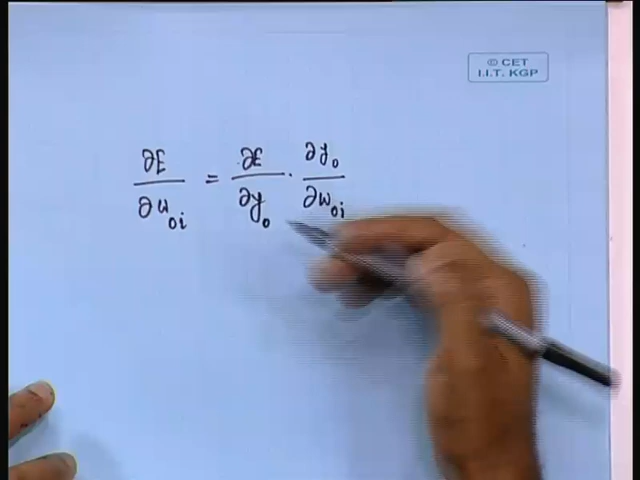 © CET
I.I.T. KGP
∂E/∂w_oi = ∂E/∂y_o · ∂y_o/∂w_oi